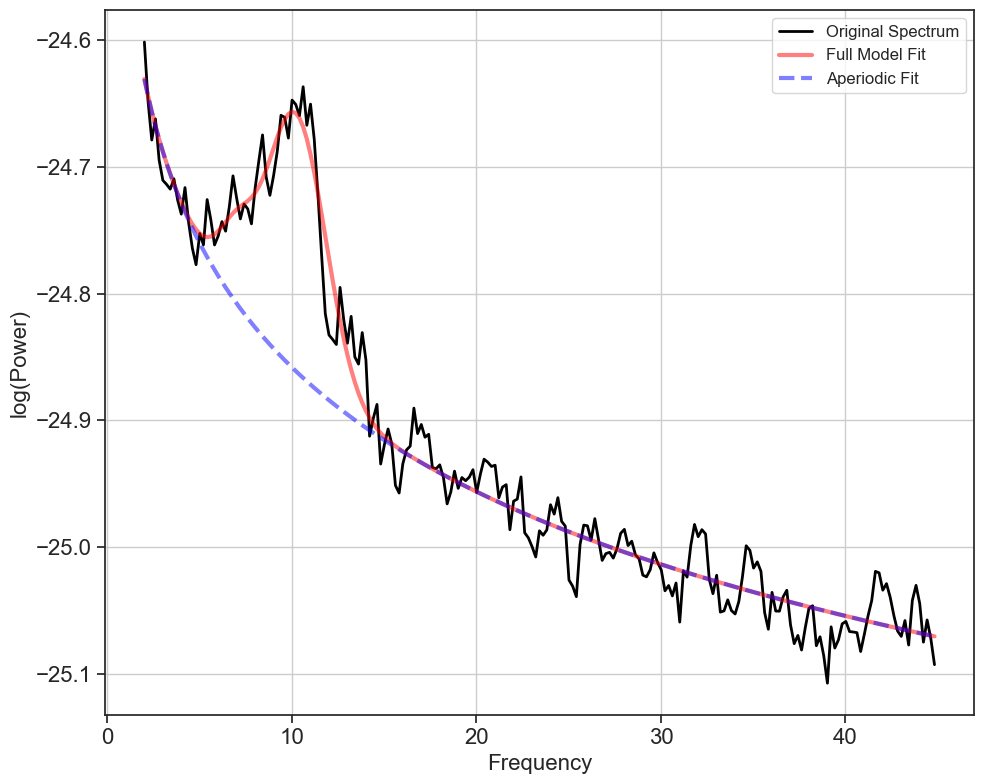 Original Spectrum
Full Model Fit
Aperiodic Fit
−24.6
−24.7
−24.8
−24.9
−25.0
−25.1
log(Power)
0 10 20 30 40
Frequency